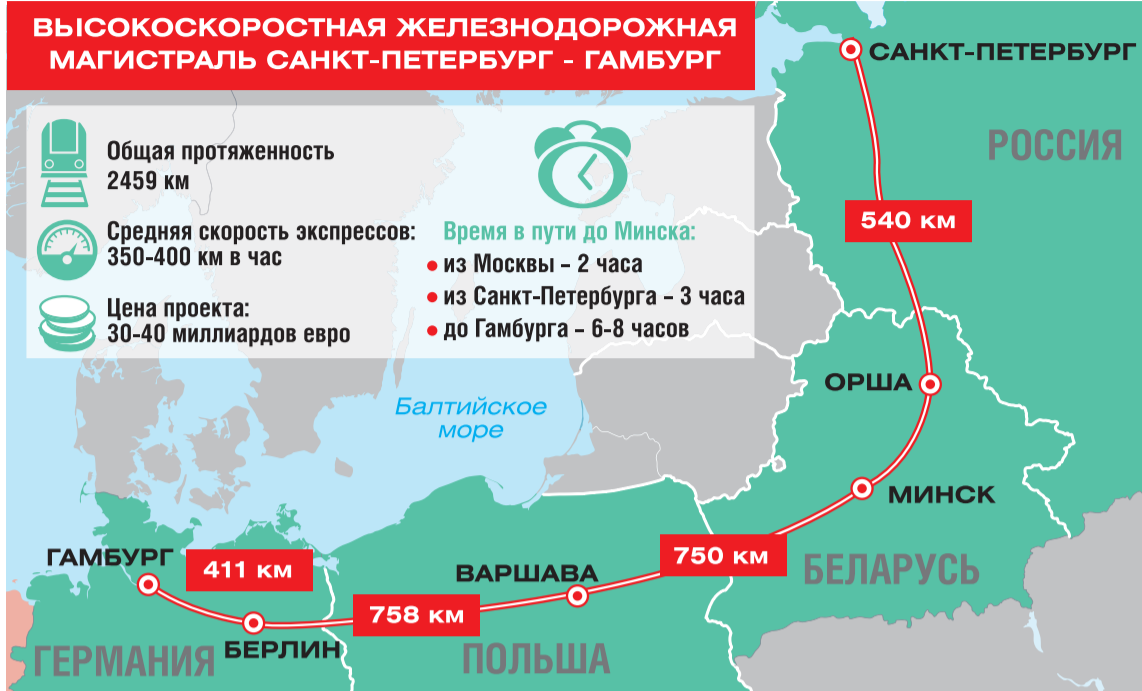 ВЫСОКОСКОРОСТНАЯ ЖЕЛЕЗНОДОРОЖНАЯ
МАГИСТРАЛЬ САНКТ-ПЕТЕРБУРГ - ГАМБУРГ
Общая протяженность
2459 км
Средняя скорость экспрессов:
350-400 км в час
Цена проекта:
30-40 миллиардов евро
Время в пути до Минска:
• из Москвы – 2 часа
• из Санкт-Петербурга – 3 часа
• до Гамбурга – 6-8 часов
САНКТ-ПЕТЕРБУРГ
РОССИЯ
540 км
ОРША
Балтийское
море
МИНСК
БЕЛАРУСЬ
750 км
ВАРШАВА
758 км
ПОЛЬША
ГАМБУРГ
411 км
БЕРЛИН
ГЕРМАНИЯ